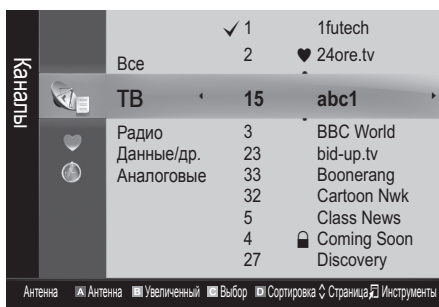 Каналы
1 1futech
Все 2 ♥ 24ore.tv
ТВ 15 abc1
Радио 3 BBC World
Данные/др. 23 bid-up.tv
Аналоговые 33 Boonerang
32 Cartoon Nwk
5 Class News
4 Coming Soon
27 Discovery
Антенна A Антенна B Увеличенный C Выбор D Сортировка Страница Инструменты